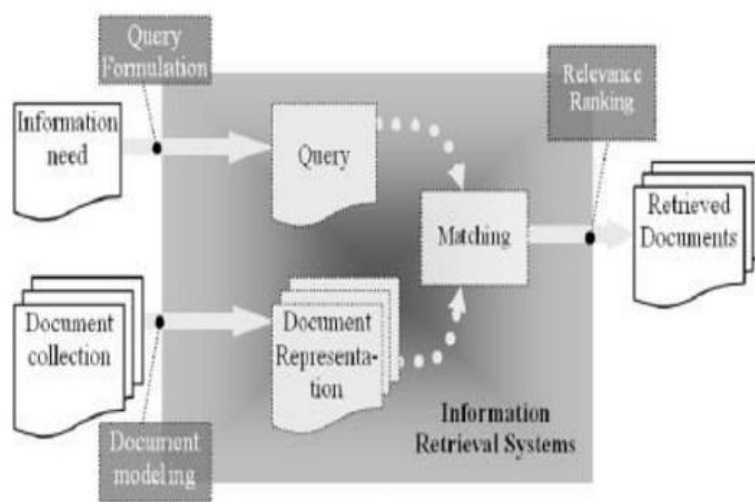 Query
Formulation
Relevance
Ranking
Information
need
Query
Matching
Retrieved
Documents
Document
collection
Document
Representa-
tion
Information
Retrieval Systems
Document
modeling